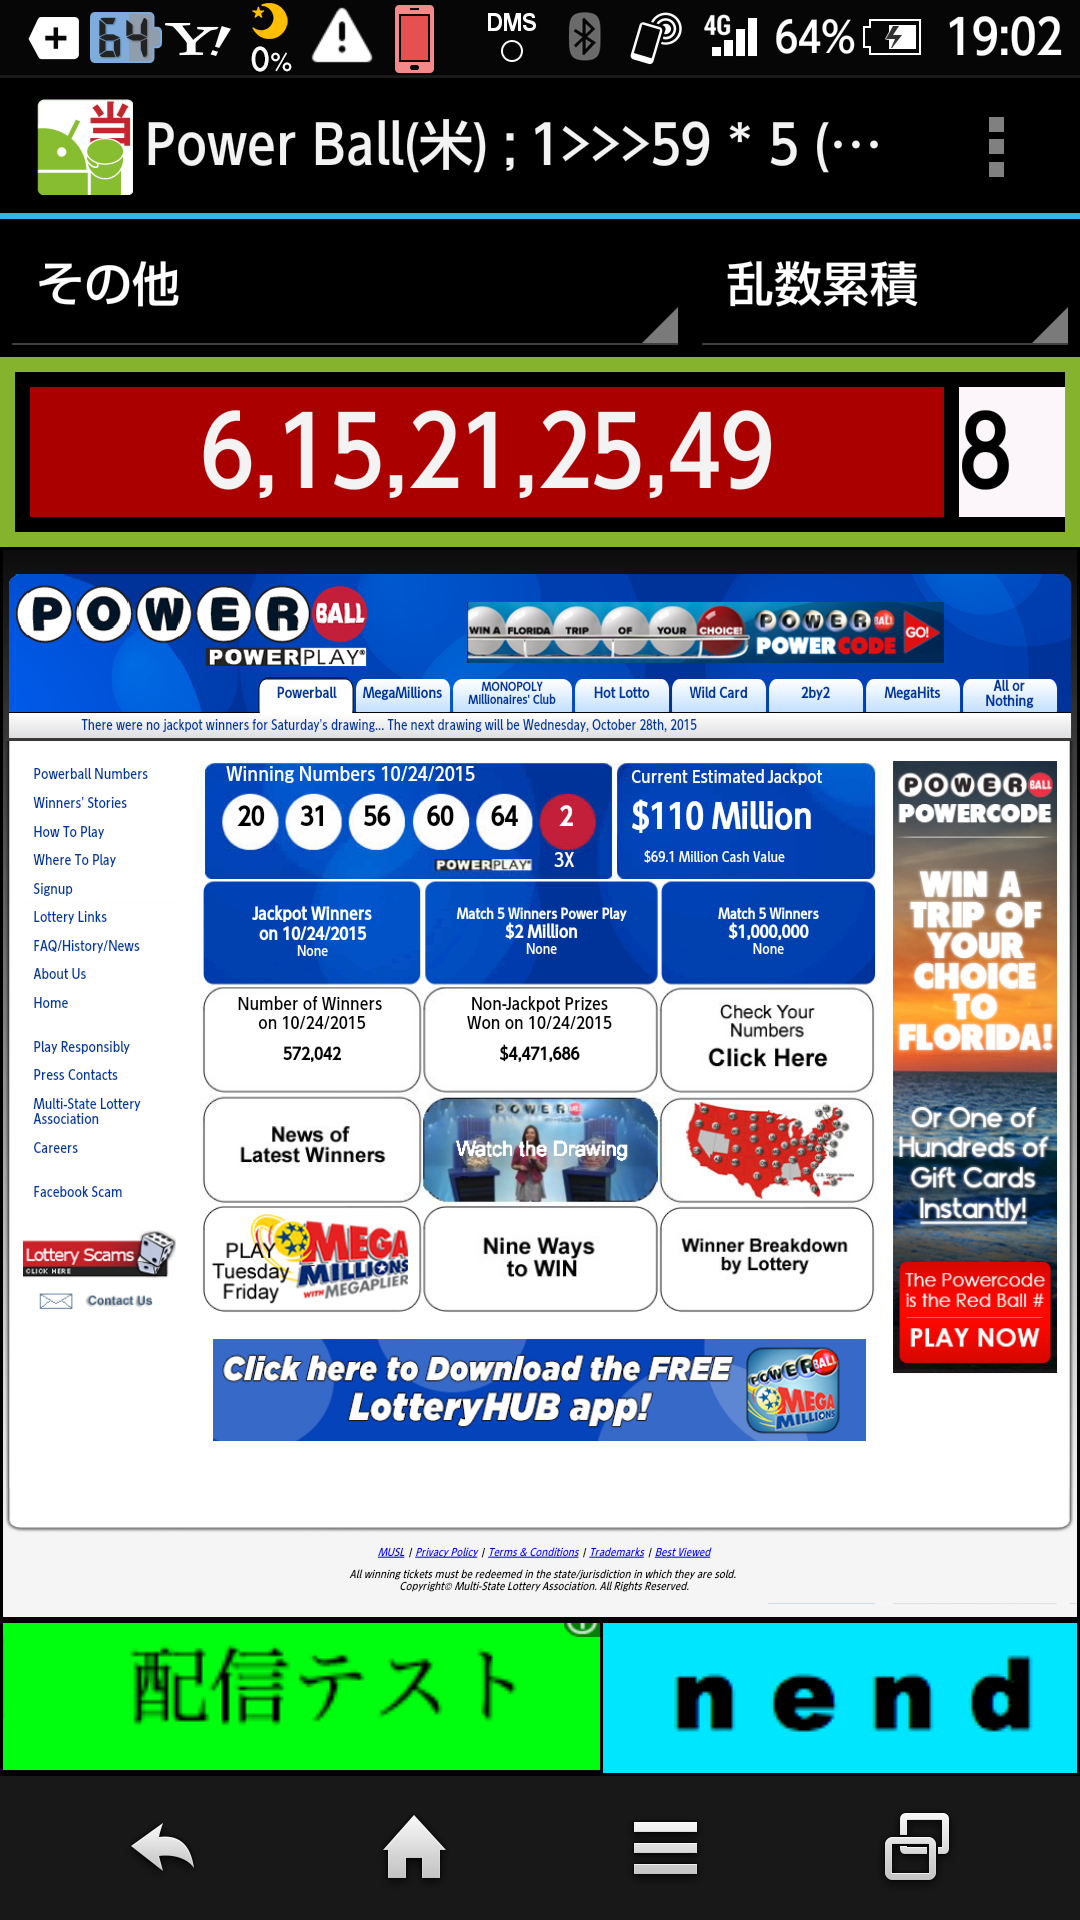 64 Y! 0% DMS 4G 64% 19:02
当 Power Ball(米) ; 1>>>59 * 5 (…
その他 乱数累積
6,15,21,25,49 8
POWERBALL
POWERPLAY®
WIN A FLORIDA TRIP OF YOUR CHOICE! POWERBALL POWERCODE GO!
Powerball MegaMillions MONOPOLY Millionaires' Club Hot Lotto Wild Card 2by2 MegaHits All or Nothing
There were no jackpot winners for Saturday's drawing... The next drawing will be Wednesday, October 28th, 2015
Powerball Numbers
Winners' Stories
How To Play
Where To Play
Signup
Lottery Links
FAQ/History/News
About Us
Home
Play Responsibly
Press Contacts
Multi-State Lottery
Association
Careers
Facebook Scam
Lottery Scams
CLICK HERE
Contact Us
Winning Numbers 10/24/2015
20 31 56 60 64 2
POWERPLAY® 3X
Current Estimated Jackpot
$110 Million
$69.1 Million Cash Value
Jackpot Winners
on 10/24/2015
None
Match 5 Winners Power Play
$2 Million
None
Match 5 Winners
$1,000,000
None
Number of Winners
on 10/24/2015
572,042
Non-Jackpot Prizes
Won on 10/24/2015
$4,471,686
Check Your
Numbers
Click Here
News of
Latest Winners
POWERBALL
Watch the Drawing
PLAY
Tuesday
Friday
MEGA
MILLIONS
WITH MEGAPLIER
Nine Ways
to WIN
Winner Breakdown
by Lottery
Click here to Download the FREE
LotteryHUB app!
POWERBALL
MEGA
MILLIONS
POWERBALL
POWERCODE
WIN A
TRIP OF
YOUR
CHOICE
TO
FLORIDA!
Or One of
Hundreds of
Gift Cards
Instantly!
The Powercode
is the Red Ball #
PLAY NOW
MUSL | Privacy Policy | Terms & Conditions | Trademarks | Best Viewed
All winning tickets must be redeemed in the state/jurisdiction in which they are sold.
Copyright© Multi-State Lottery Association. All Rights Reserved.
配信テスト nend